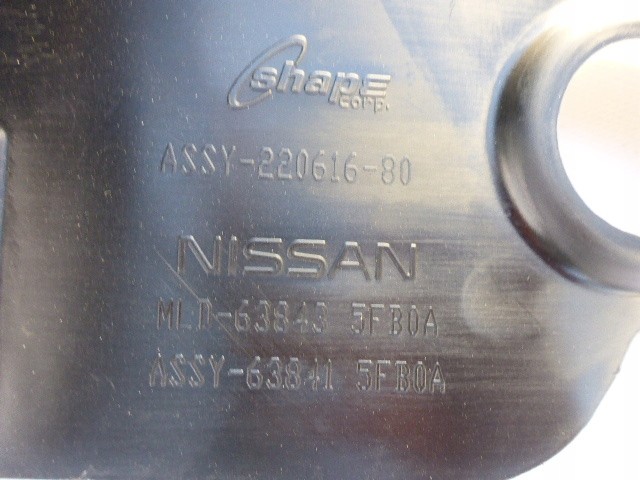 shape
corp.
ASSY-220616-80
NISSAN
MLD-63843 5FB0A
ASSY-63841 5FB0A